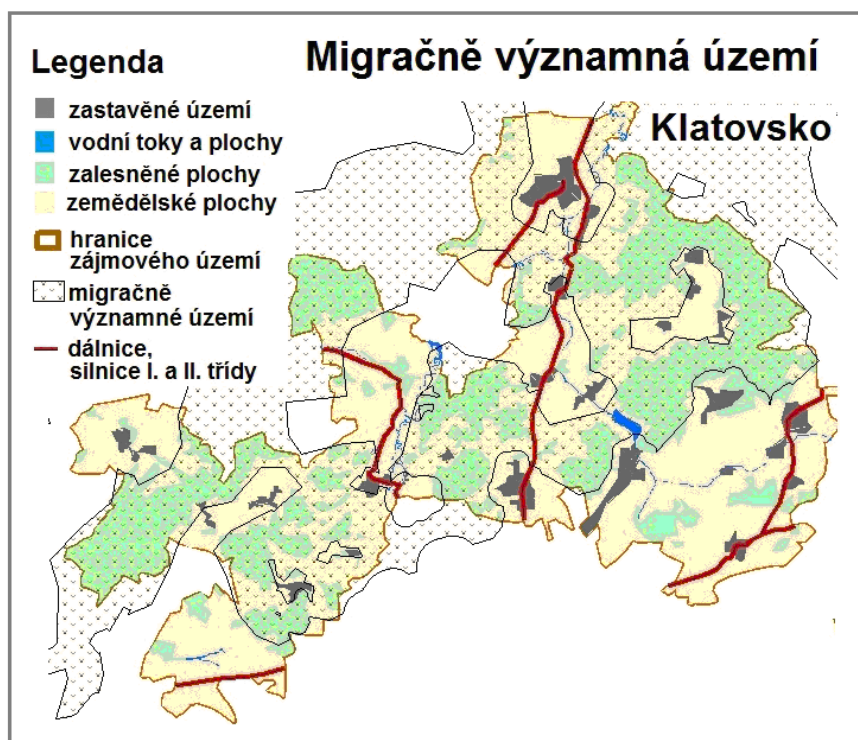 Migračně významná území
Klatovsko
Legenda
zastavěné území
vodní toky a plochy
zalesněné plochy
zemědělské plochy
hranice
zájmového území
migračně
významné území
dálnice,
silnice I. a II. třídy